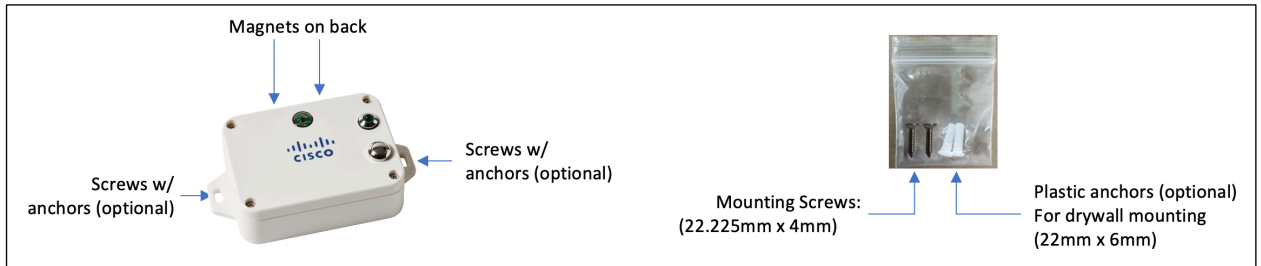 Magnets on back
CISCO
Screws w/
anchors (optional)
Screws w/
anchors (optional)
Mounting Screws:
(22.225mm x 4mm)
Plastic anchors (optional)
For drywall mounting
(22mm x 6mm)